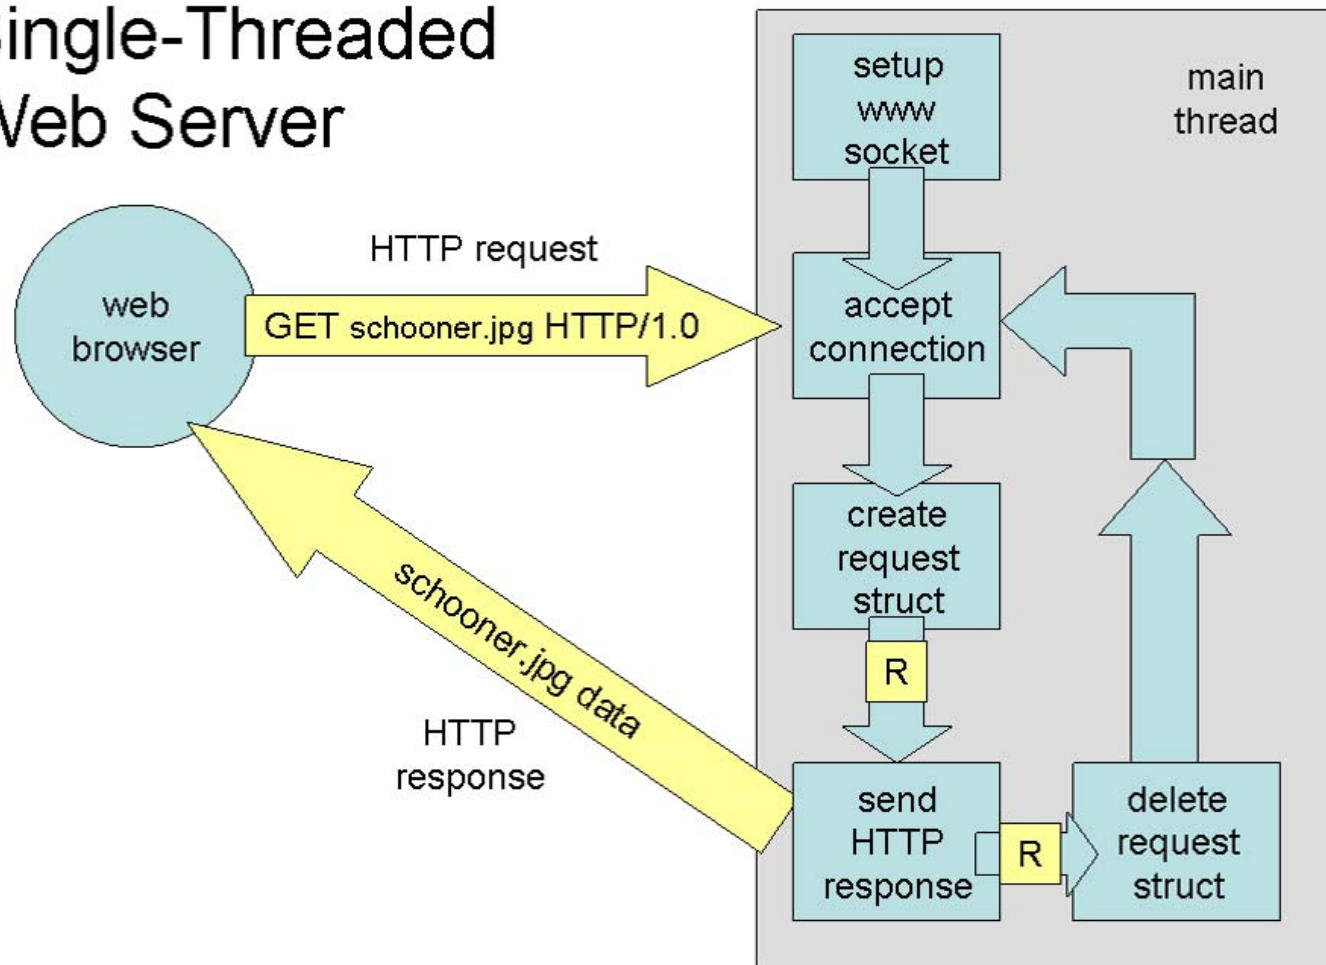 ingle-Threaded
Web Server
main
thread
setup
www
socket
HTTP request
web
browser
GET schooner.jpg HTTP/1.0
accept
connection
create
request
struct
R
schooner.jpg data
HTTP
response
send
HTTP
response
R
delete
request
struct